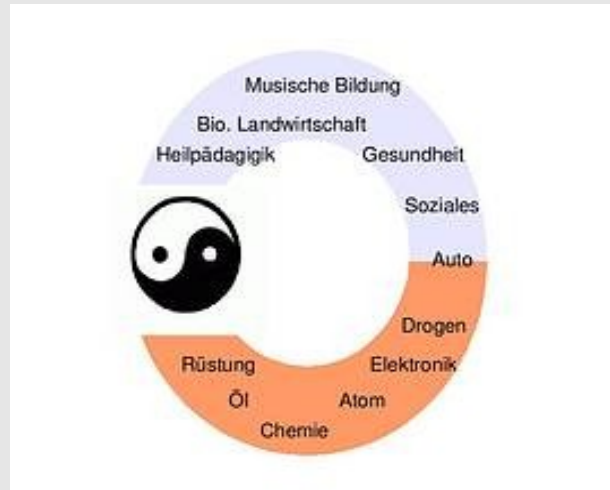 Musische Bildung
Bio. Landwirtschaft
Heilpädagigik
Gesundheit
Soziales
Auto
Drogen
Rüstung
Elektronik
Öl
Atom
Chemie